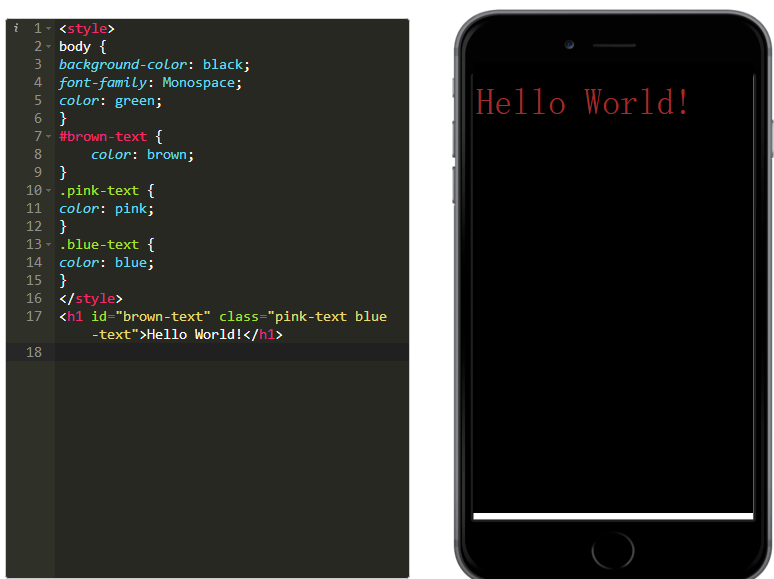 i 1 <style>
2 body {
3 background-color: black;
4 font-family: Monospace;
5 color: green;
6 }
7 #brown-text {
8 color: brown;
9 }
10 .pink-text {
11 color: pink;
12 }
13 .blue-text {
14 color: blue;
15 }
16 </style>
17 <h1 id="brown-text" class="pink-text blue
-text">Hello World!</h1>
18
Hello World!